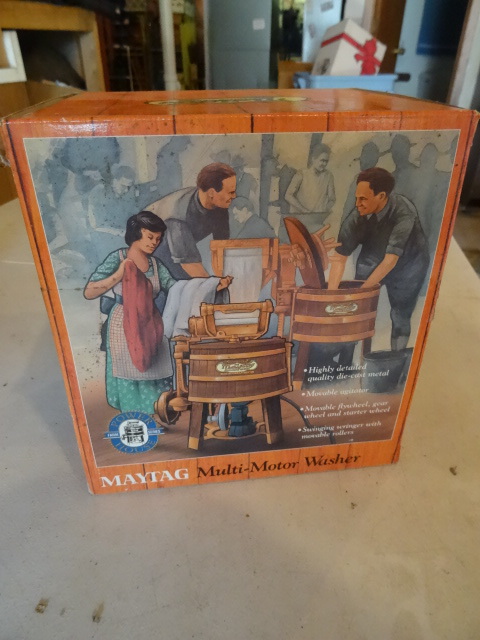 • Highly detailed
quality die-cast metal
• Movable agitator
• Movable flywheel, gear
wheel and starter wheel
• Swinging wringer with
movable rollers
MAYTAG Multi-Motor Washer